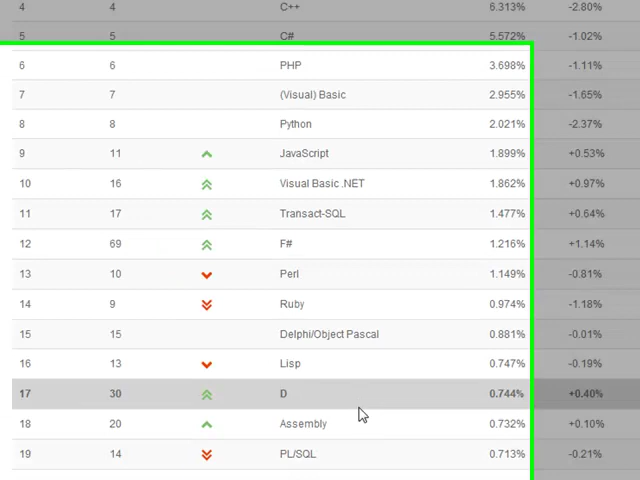 4 4 C++ 6.313% -2.80%
5 5 C# 5.572% -1.02%
6 6 PHP 3.698% -1.11%
7 7 (Visual) Basic 2.955% -1.65%
8 8 Python 2.021% -2.37%
9 11 JavaScript 1.899% +0.53%
10 16 Visual Basic .NET 1.862% +0.97%
11 17 Transact-SQL 1.477% +0.64%
12 69 F# 1.216% +1.14%
13 10 Perl 1.149% -0.81%
14 9 Ruby 0.974% -1.18%
15 15 Delphi/Object Pascal 0.881% -0.01%
16 13 Lisp 0.747% -0.19%
17 30 D 0.744% +0.40%
18 20 Assembly 0.732% +0.10%
19 14 PL/SQL 0.713% -0.21%